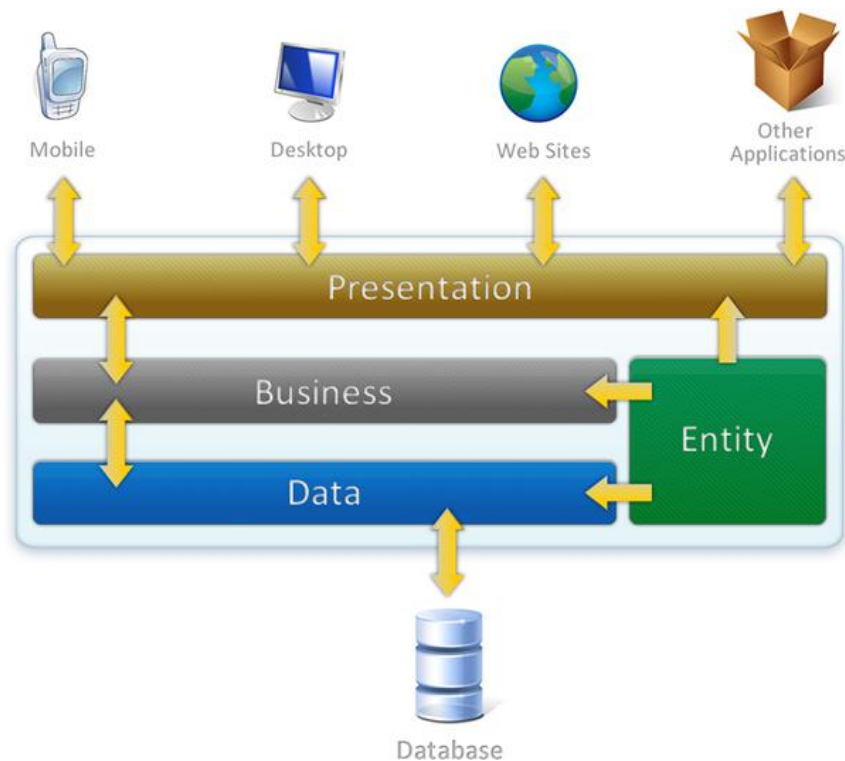 Mobile
Desktop
Web Sites
Other
Applications
Presentation
Business
Entity
Data
Database